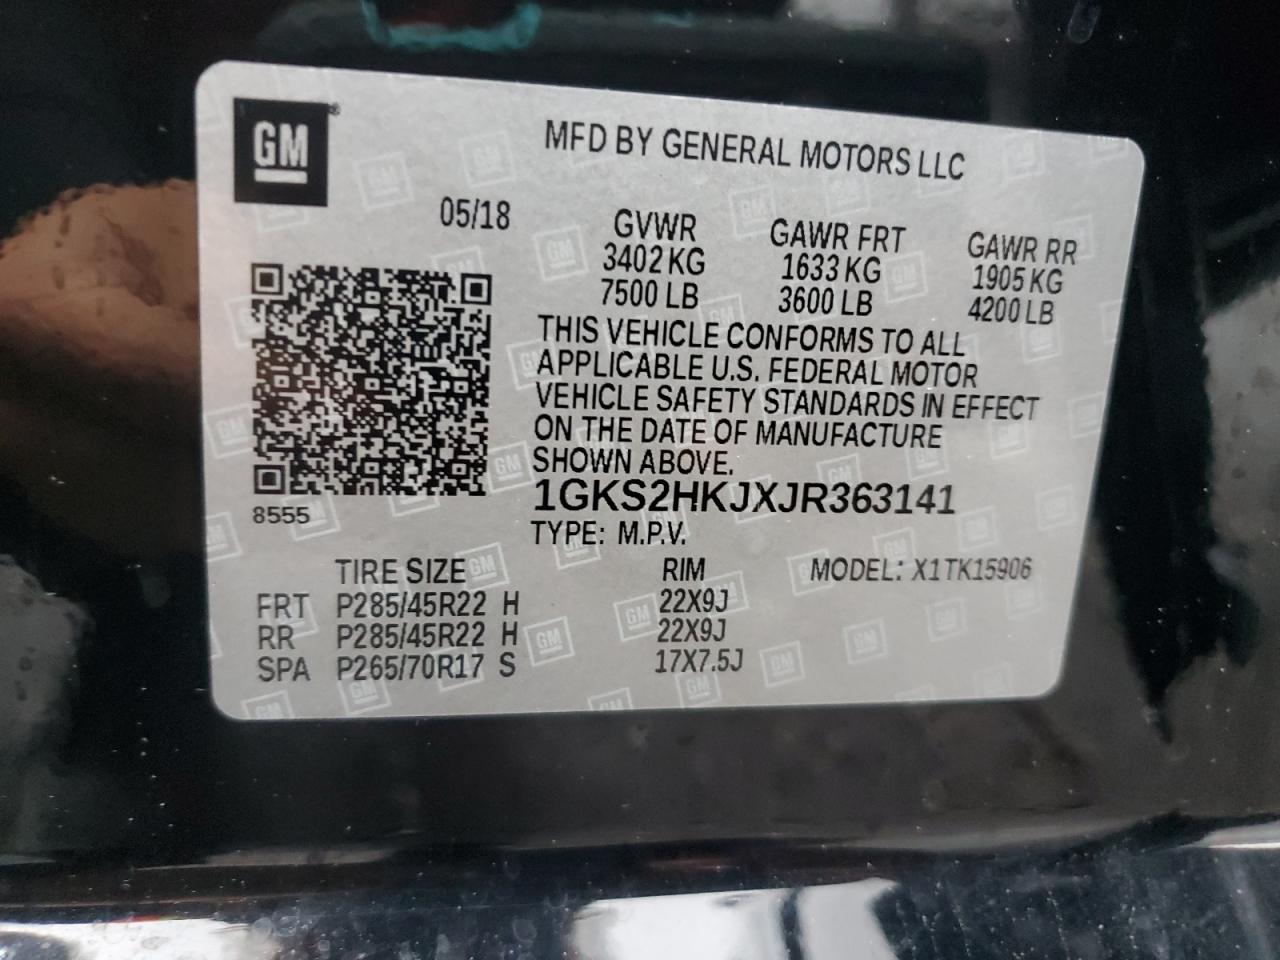 GM
MFD BY GENERAL MOTORS LLC
05/18
GVWR GAWR FRT GAWR RR
3402 KG 1633 KG 1905 KG
7500 LB 3600 LB 4200 LB
THIS VEHICLE CONFORMS TO ALL
APPLICABLE U.S. FEDERAL MOTOR
VEHICLE SAFETY STANDARDS IN EFFECT
ON THE DATE OF MANUFACTURE
SHOWN ABOVE.
1GKS2HKJXJR363141
8555
TYPE: M.P.V.
TIRE SIZE RIM MODEL: X1TK15906
FRT P285/45R22 H 22X9J
RR P285/45R22 H 22X9J
SPA P265/70R17 S 17X7.5J